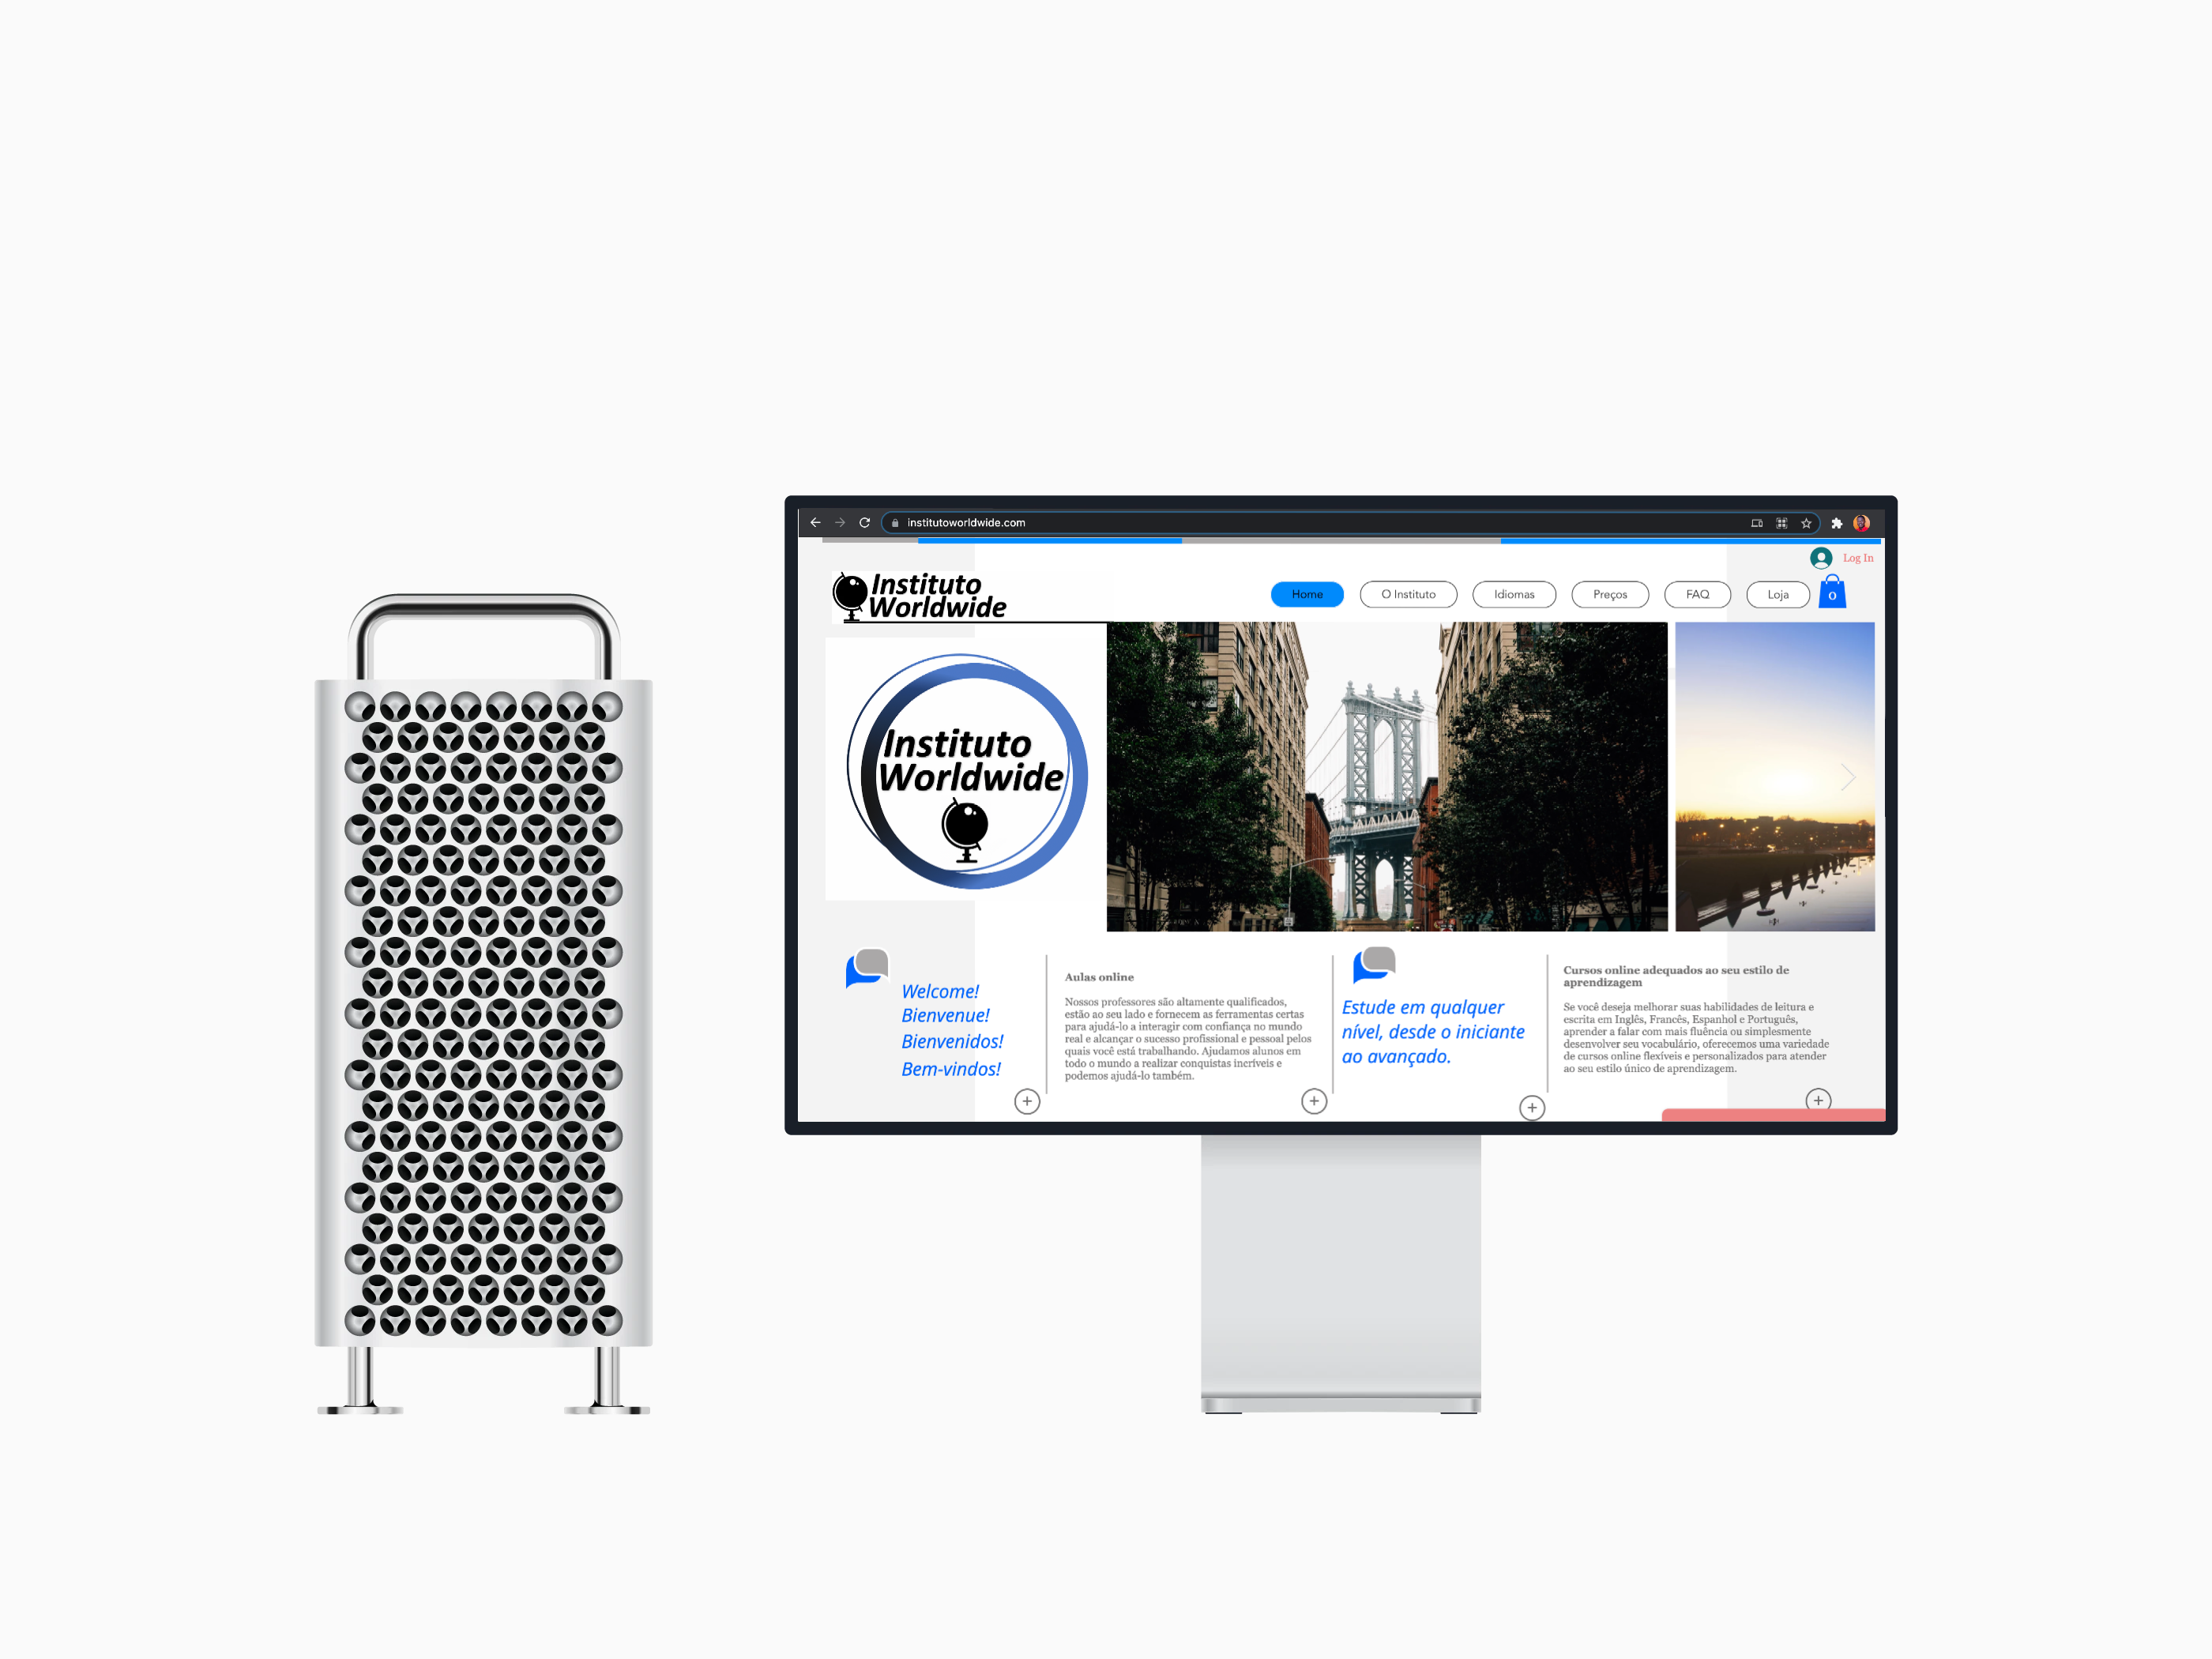 institutoworldwide.com
Log In
Instituto
Worldwide
Home
O Instituto
Idiomas
Preços
FAQ
Loja
0
Instituto
Worldwide
Welcome!
Bienvenue!
Bienvenidos!
Bem-vindos!
Aulas online
Nossos professores são altamente qualificados,
estão ao seu lado e fornecem as ferramentas certas
para ajudá-lo a interagir com confiança no mundo
real e alcançar o sucesso profissional e pessoal pelos
quais você está trabalhando. Ajudamos alunos em
todo o mundo a realizar conquistas incríveis e
podemos ajudá-lo também.
Estude em qualquer
nível, desde o iniciante
ao avançado.
Cursos online adequados ao seu estilo de
aprendizagem
Se você deseja melhorar suas habilidades de leitura e
escrita em Inglês, Francês, Espanhol e Português,
aprender a falar com mais fluência ou simplesmente
desenvolver seu vocabulário, oferecemos uma variedade
de cursos online flexíveis e personalizados para atender
ao seu estilo único de aprendizagem.